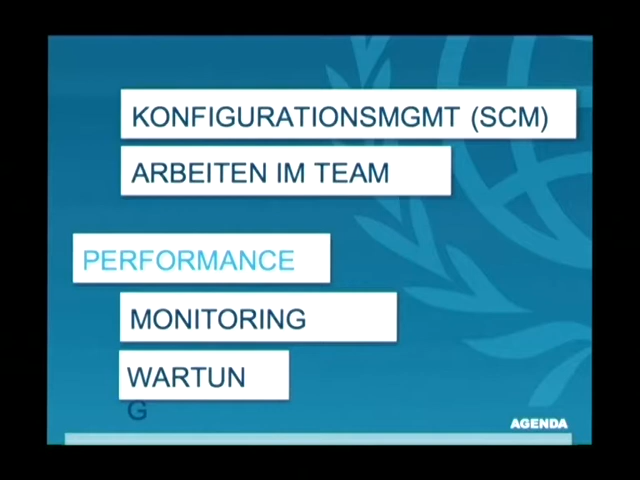 KONFIGURATIONSMGMT (SCM)
ARBEITEN IM TEAM
PERFORMANCE
MONITORING
WARTUN
G
AGENDA